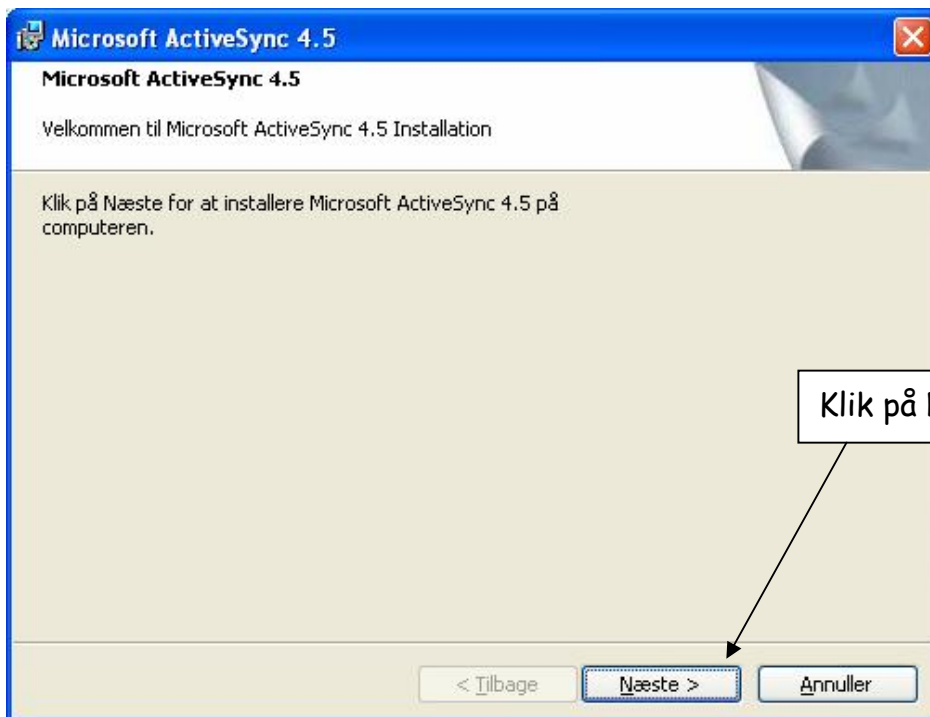 Microsoft ActiveSync 4.5
Microsoft ActiveSync 4.5
Velkommen til Microsoft ActiveSync 4.5 Installation
Klik på Næste for at installere Microsoft ActiveSync 4.5 på
computeren.
Klik på
< Tilbage Næste > Annuller